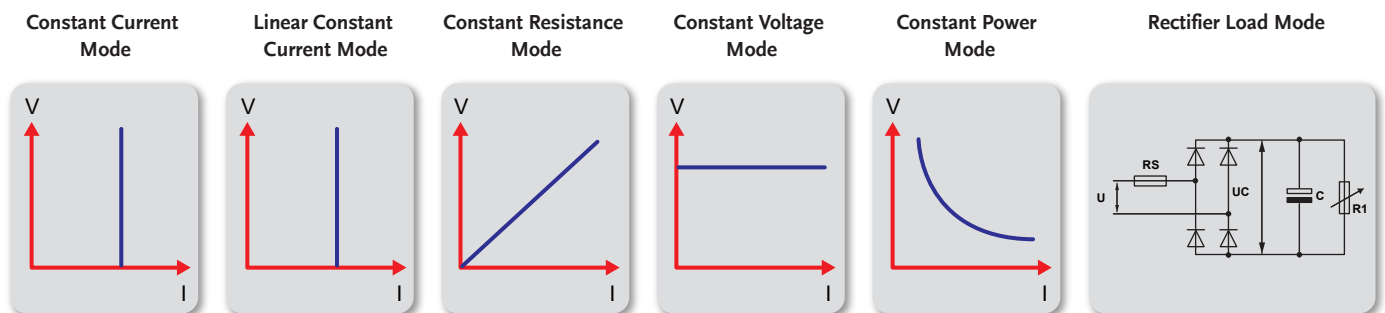 Constant Current
Mode
Linear Constant
Current Mode
Constant Resistance
Mode
Constant Voltage
Mode
Constant Power
Mode
Rectifier Load Mode
V
I
V
I
V
I
V
I
V
I
RS
U
UC
C
R1